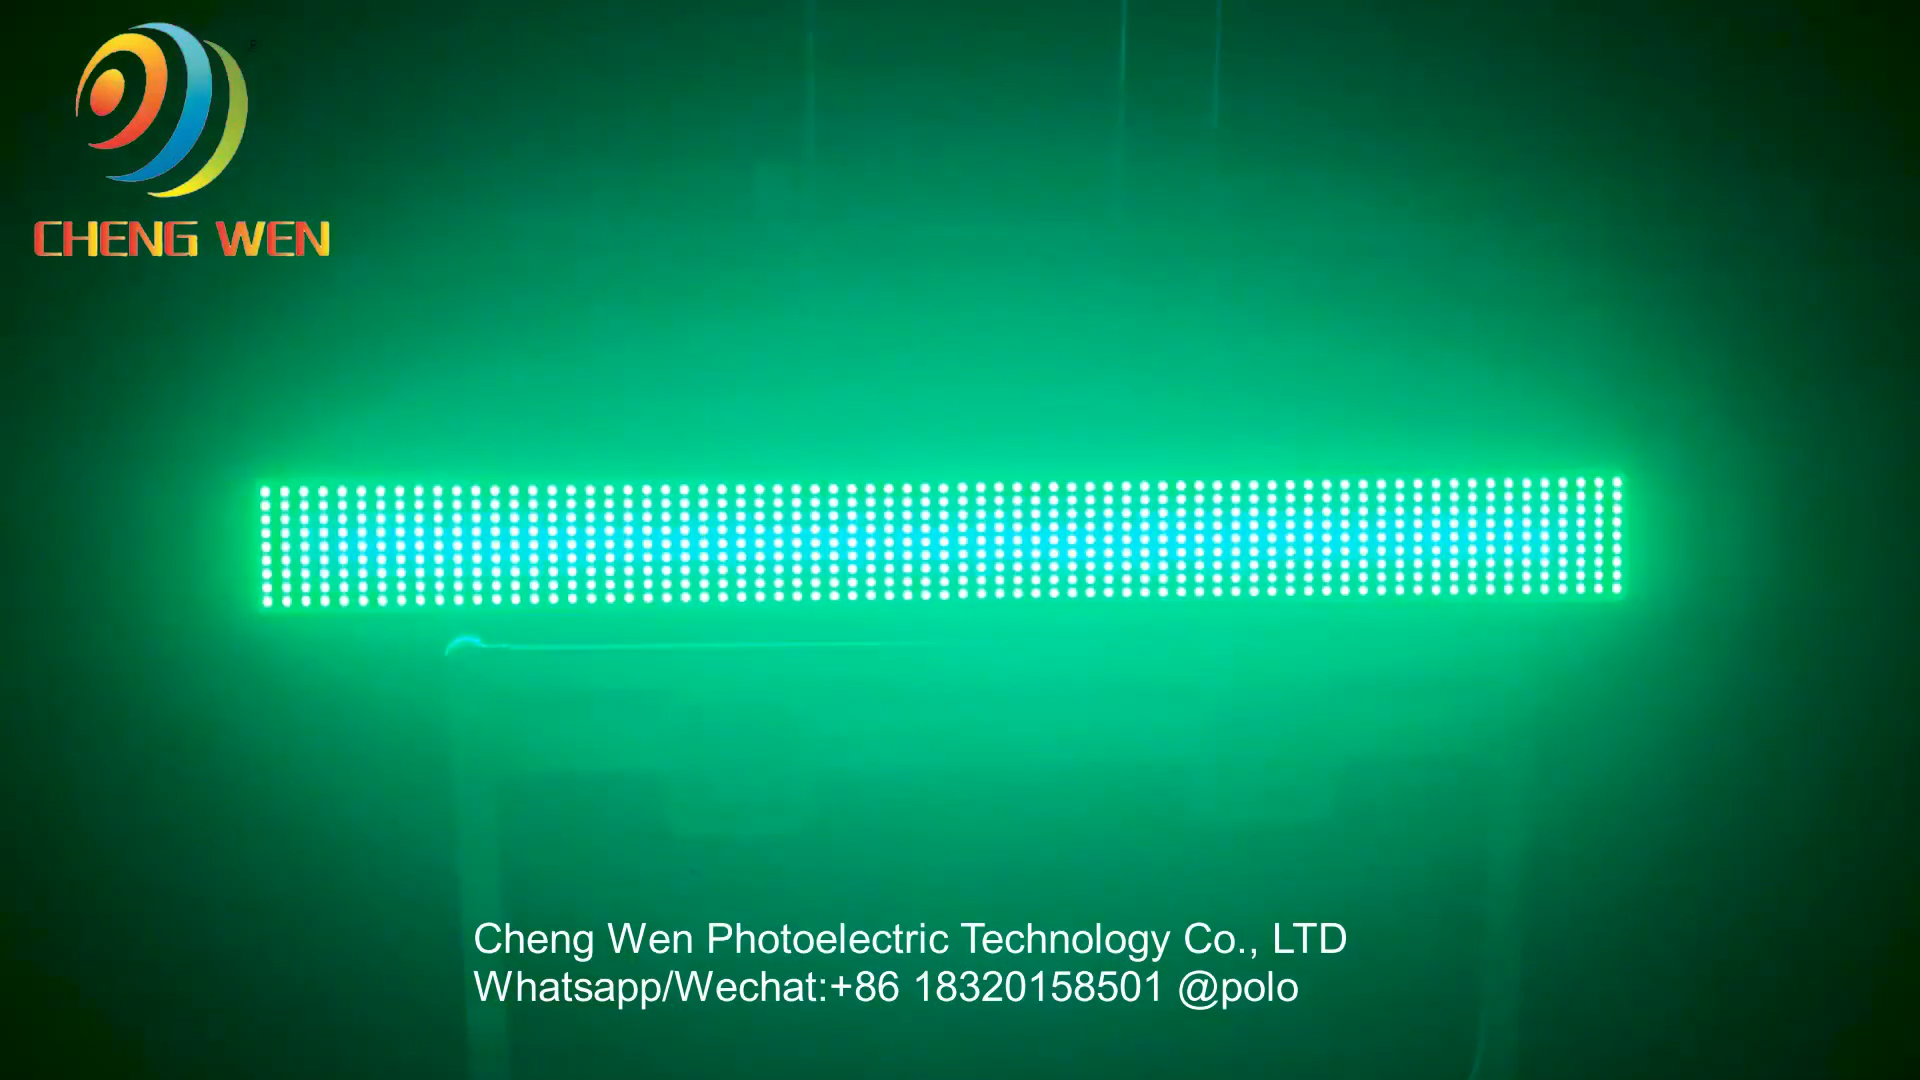 ®
CHENG WEN
Cheng Wen Photoelectric Technology Co., LTD
Whatsapp/Wechat:+86 18320158501 @polo